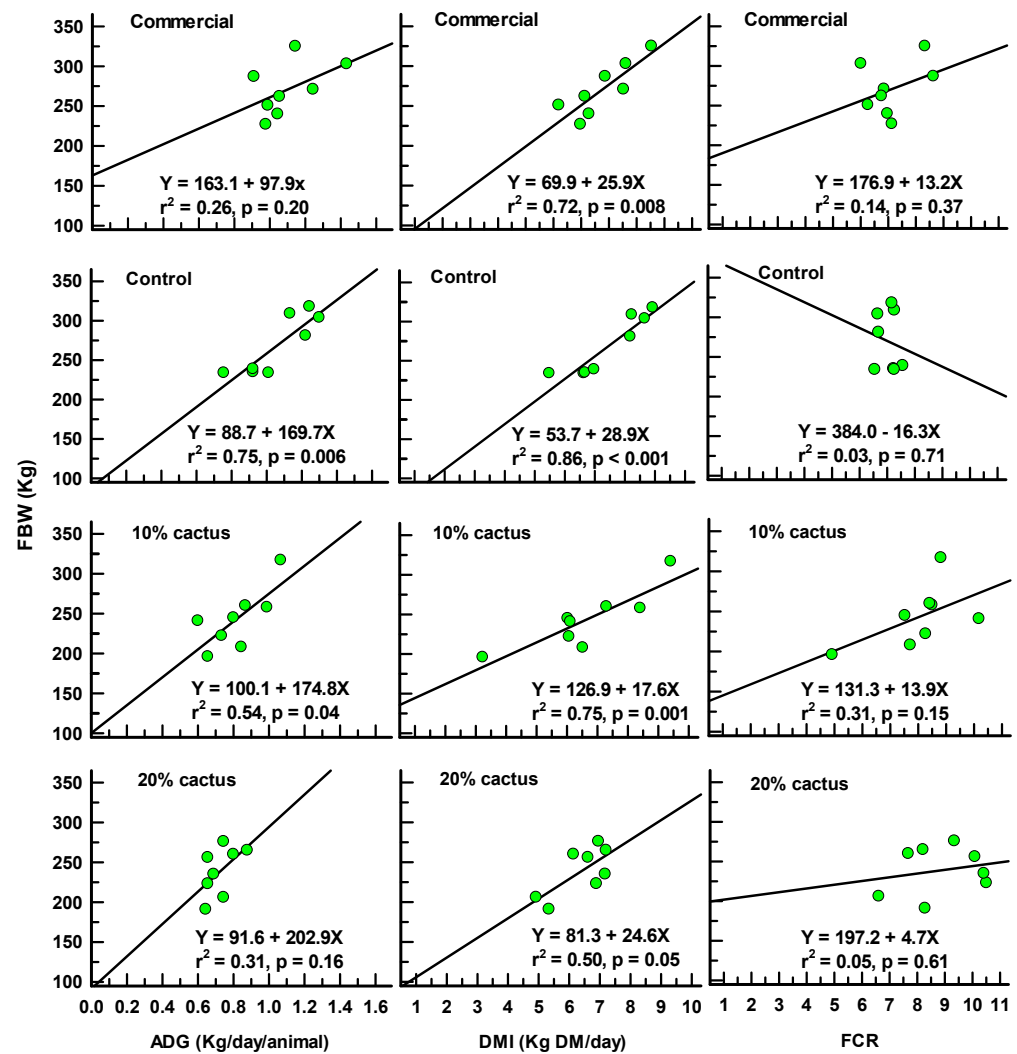 Commercial
Commercial
Commercial
350
300
250
200
150
100
Y = 163.1 + 97.9x
r² = 0.26, p = 0.20
Y = 69.9 + 25.9X
r² = 0.72, p = 0.008
Y = 176.9 + 13.2X
r² = 0.14, p = 0.37
Control
Control
Control
350
300
250
200
150
100
Y = 88.7 + 169.7X
r² = 0.75, p = 0.006
Y = 53.7 + 28.9X
r² = 0.86, p < 0.001
Y = 384.0 - 16.3X
r² = 0.03, p = 0.71
FBW (Kg)
10% cactus
10% cactus
10% cactus
350
300
250
200
150
100
Y = 100.1 + 174.8X
r² = 0.54, p = 0.04
Y = 126.9 + 17.6X
r² = 0.75, p = 0.001
Y = 131.3 + 13.9X
r² = 0.31, p = 0.15
20% cactus
20% cactus
20% cactus
350
300
250
200
150
100
Y = 91.6 + 202.9X
r² = 0.31, p = 0.16
Y = 81.3 + 24.6X
r² = 0.50, p = 0.05
Y = 197.2 + 4.7X
r² = 0.05, p = 0.61
0.0 0.2 0.4 0.6 0.8 1.0 1.2 1.4 1.6
1 2 3 4 5 6 7 8 9 10
1 2 3 4 5 6 7 8 9 10 11
ADG (Kg/day/animal)
DMI (Kg DM/day)
FCR